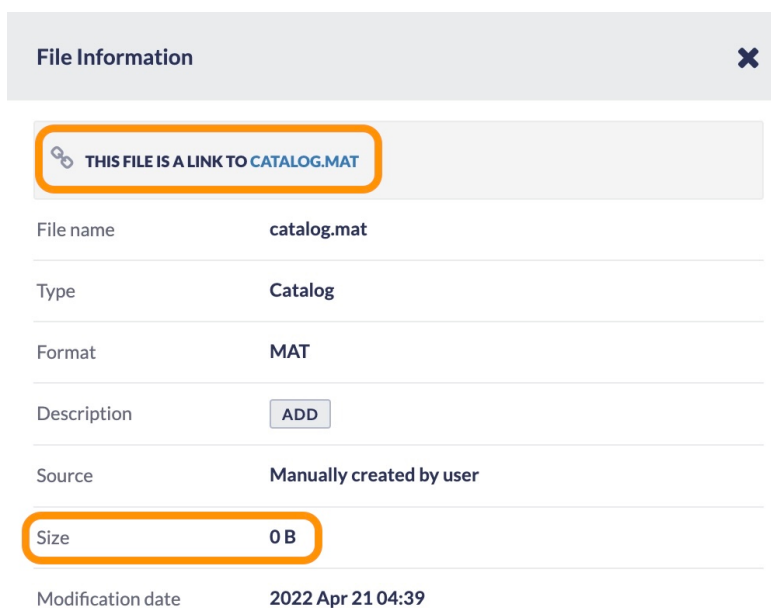 File Information
THIS FILE IS A LINK TO CATALOG.MAT
File name catalog.mat
Type Catalog
Format MAT
Description ADD
Source Manually created by user
Size 0 B
Modification date 2022 Apr 21 04:39